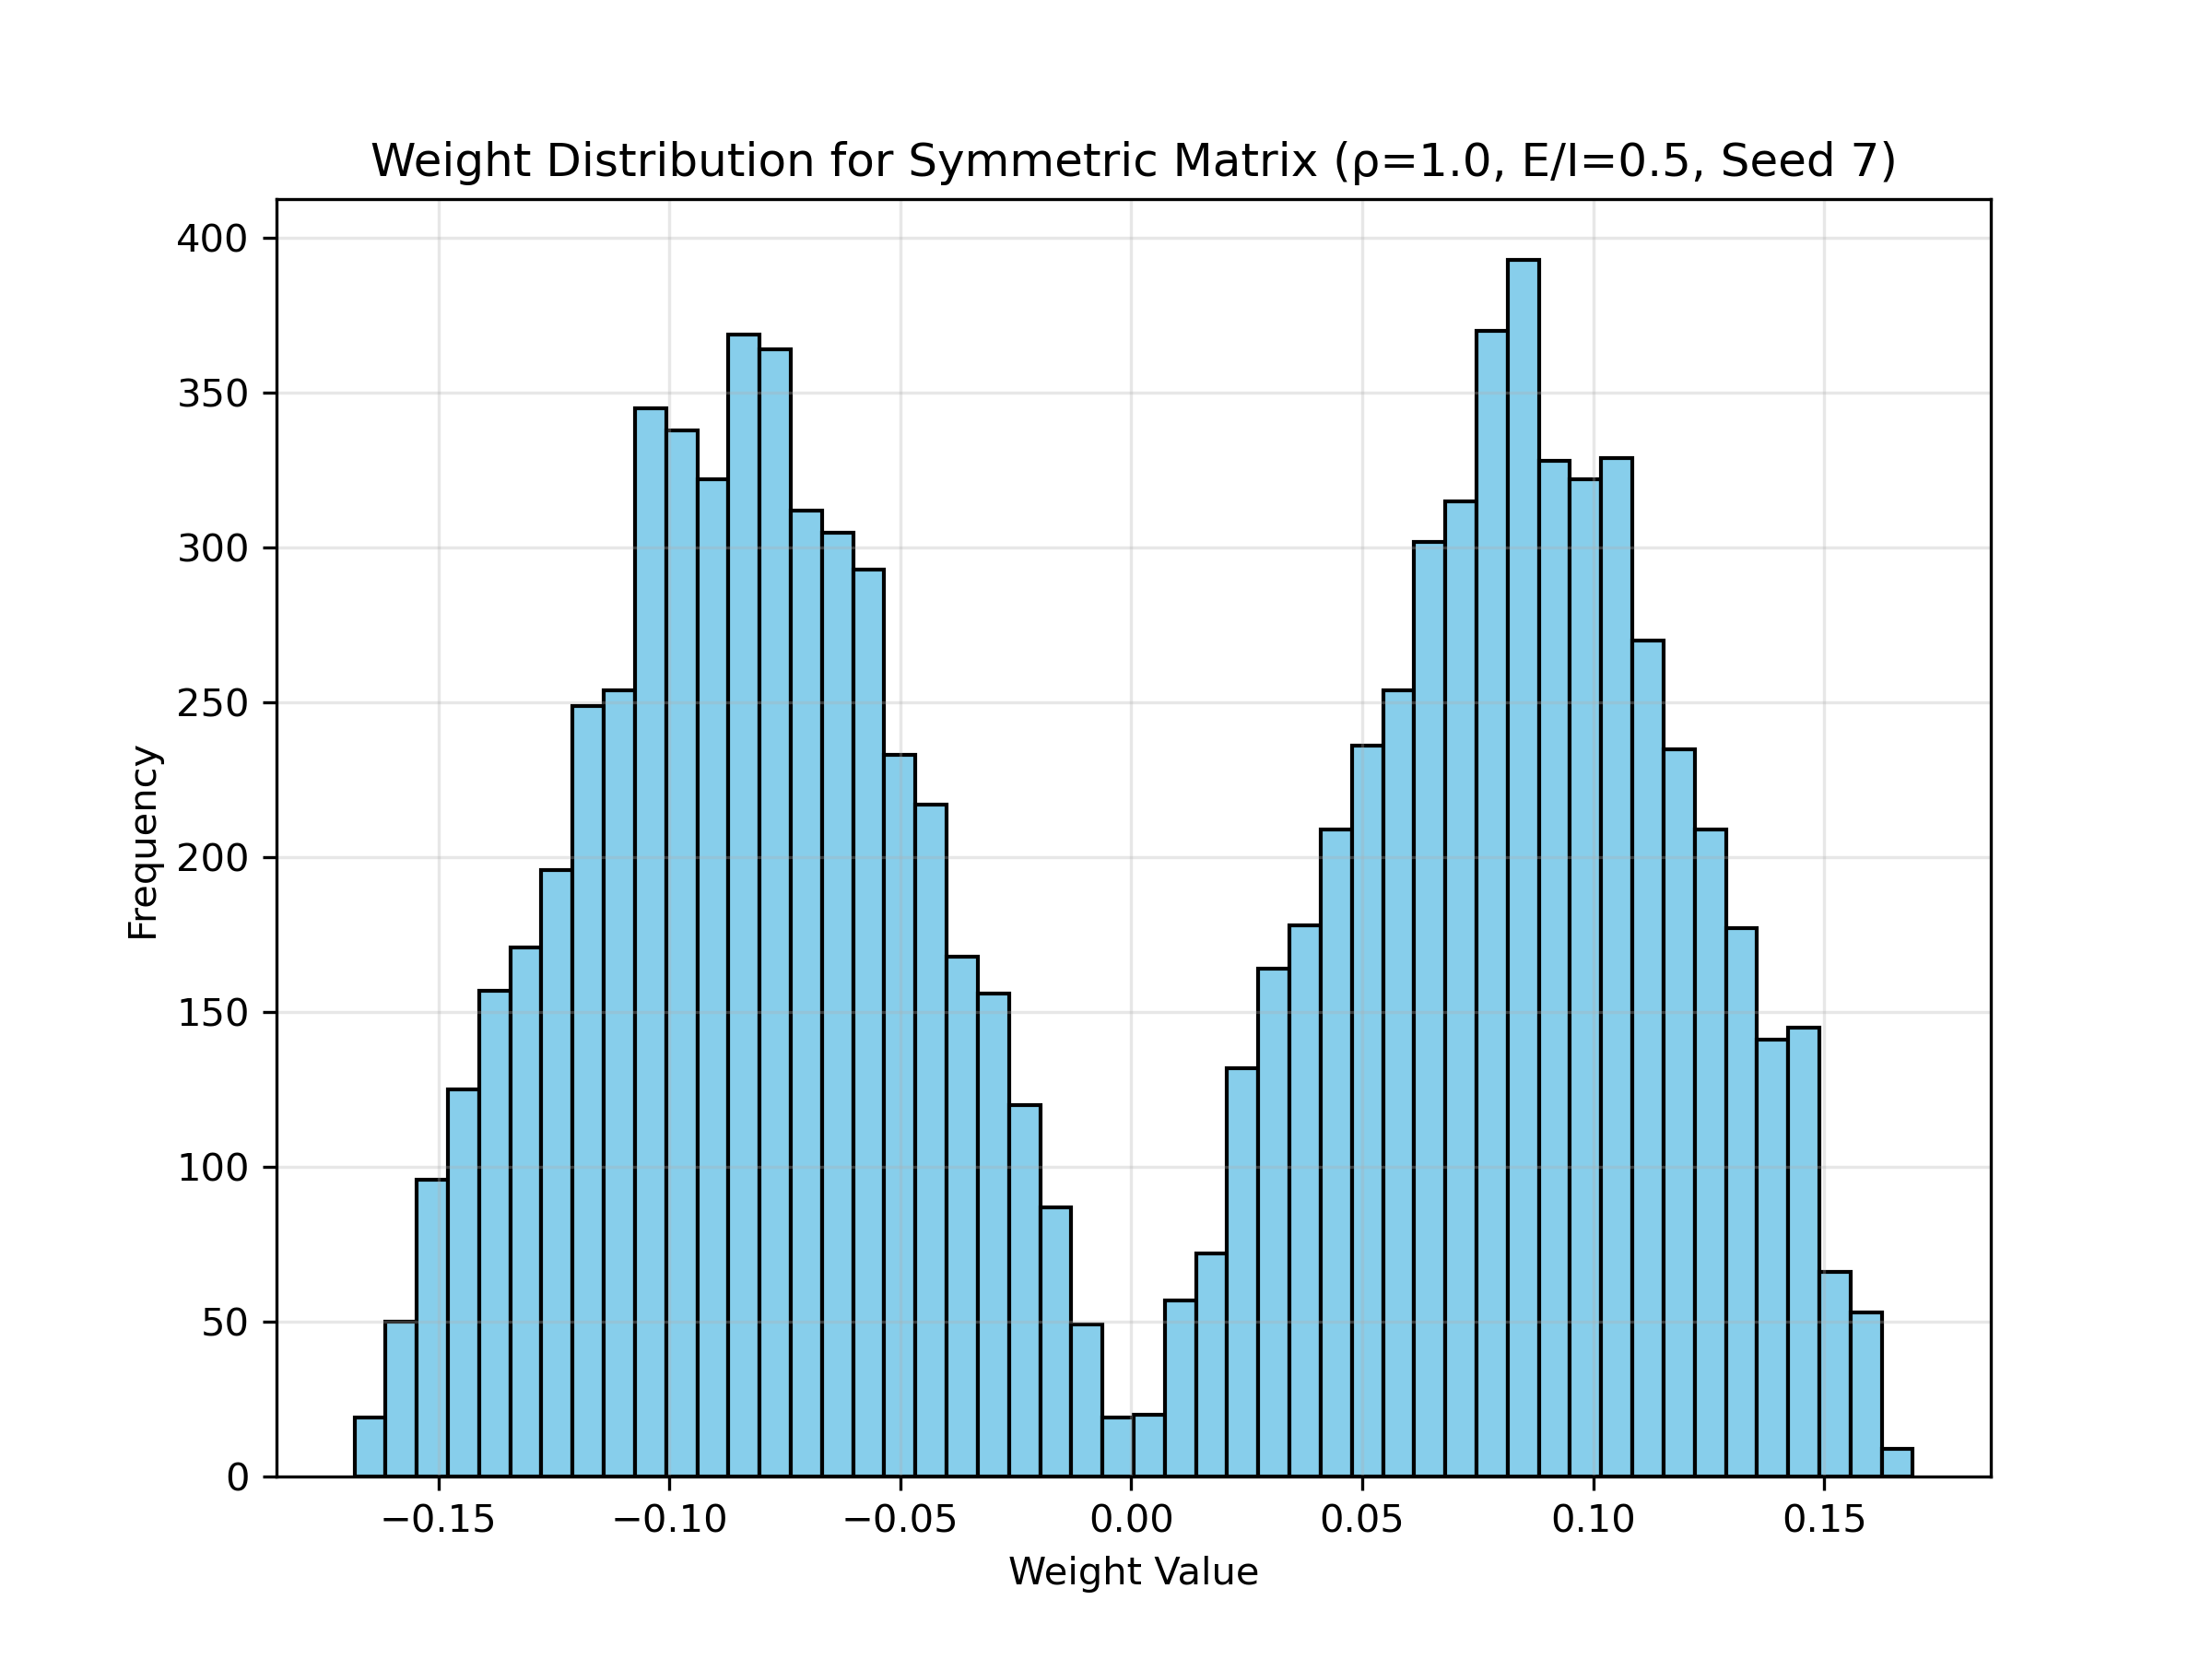 Weight Distribution for Symmetric Matrix (ρ=1.0, E/I=0.5, Seed 7)
400
350
300
250
200
150
100
50
0
Frequency
−0.15 −0.10 −0.05 0.00 0.05 0.10 0.15
Weight Value